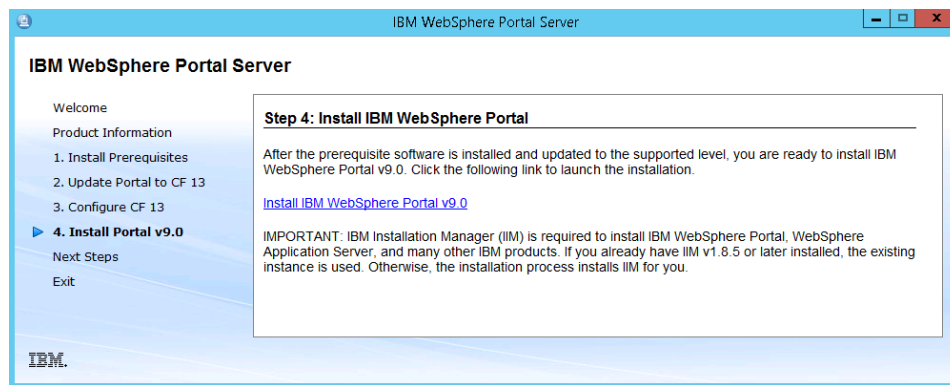 IBM WebSphere Portal Server
IBM WebSphere Portal Server
Welcome
Product Information
1. Install Prerequisites
2. Update Portal to CF 13
3. Configure CF 13
4. Install Portal v9.0
Next Steps
Exit
Step 4: Install IBM WebSphere Portal
After the prerequisite software is installed and updated to the supported level, you are ready to install IBM
WebSphere Portal v9.0. Click the following link to launch the installation.
Install IBM WebSphere Portal v9.0
IMPORTANT: IBM Installation Manager (IIM) is required to install IBM WebSphere Portal, WebSphere
Application Server, and many other IBM products. If you already have IIM v1.8.5 or later installed, the existing
instance is used. Otherwise, the installation process installs IIM for you.
IBM.